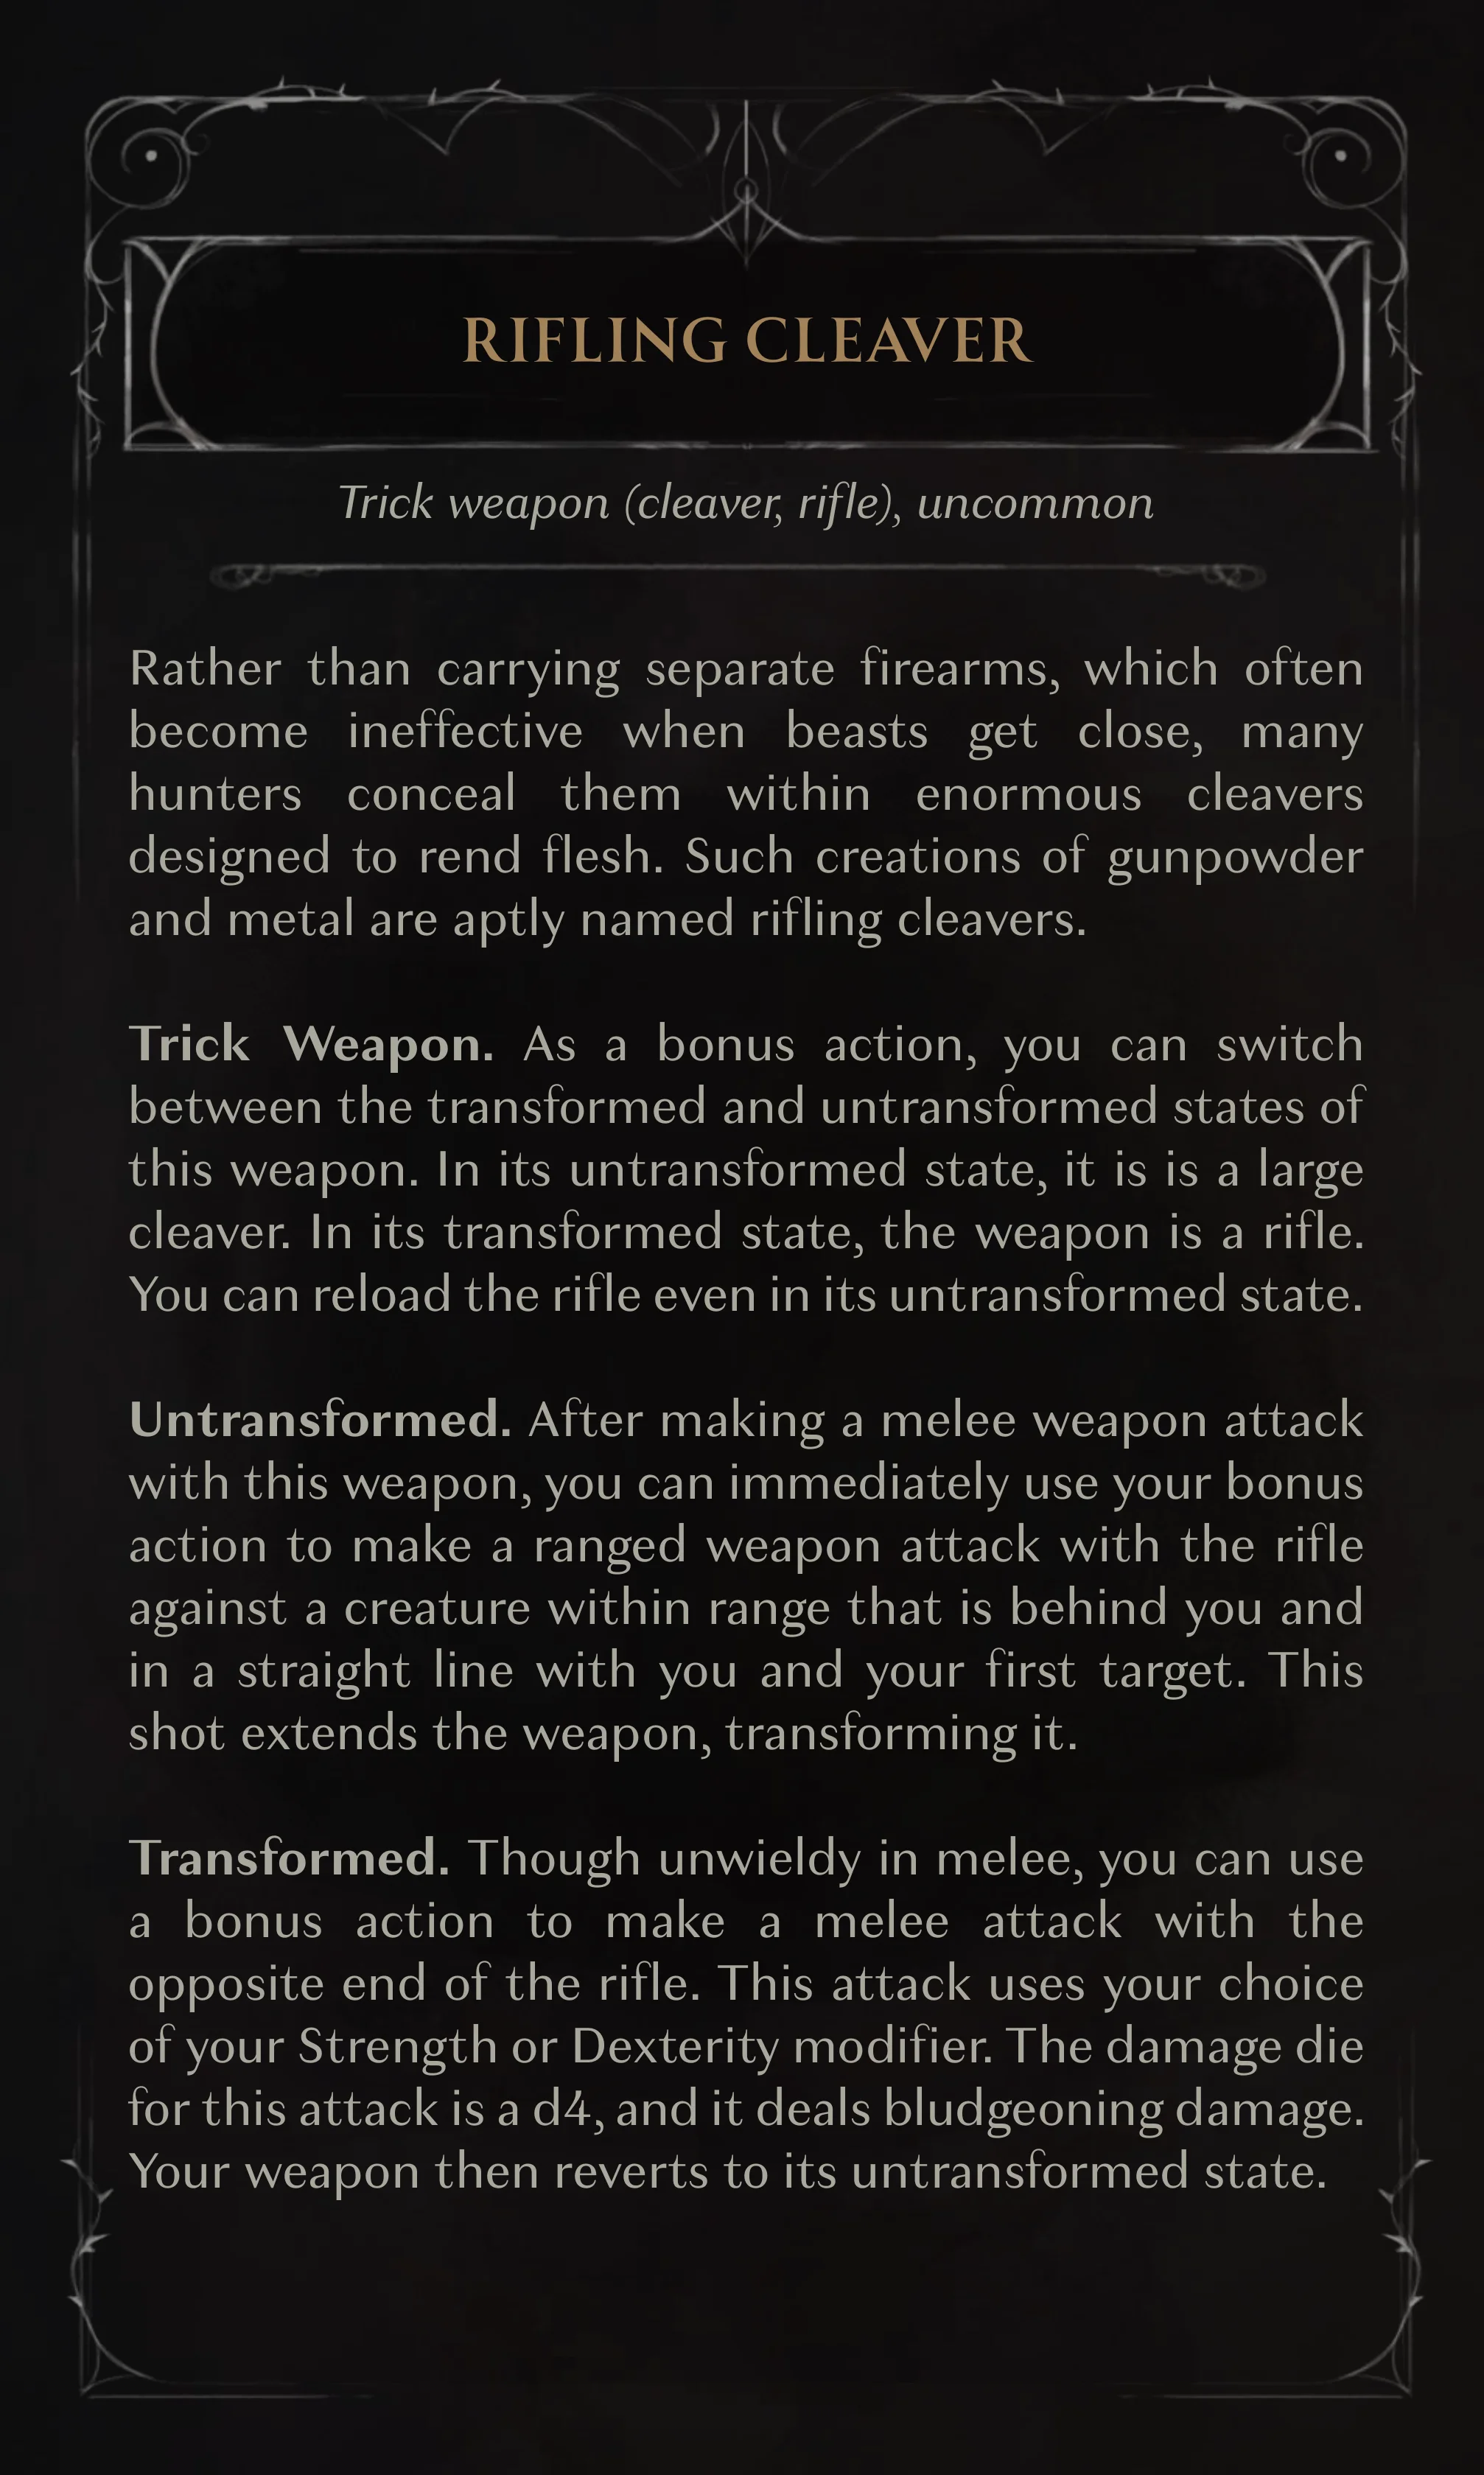 RIFLING CLEAVER
Trick weapon (cleaver, rifle), uncommon
Rather than carrying separate firearms, which often
become ineffective when beasts get close, many
hunters conceal them within enormous cleavers
designed to rend flesh. Such creations of gunpowder
and metal are aptly named rifling cleavers.
Trick Weapon. As a bonus action, you can switch
between the transformed and untransformed states of
this weapon. In its untransformed state, it is is a large
cleaver. In its transformed state, the weapon is a rifle.
You can reload the rifle even in its untransformed state.
Untransformed. After making a melee weapon attack
with this weapon, you can immediately use your bonus
action to make a ranged weapon attack with the rifle
against a creature within range that is behind you and
in a straight line with you and your first target. This
shot extends the weapon, transforming it.
Transformed. Though unwieldy in melee, you can use
a bonus action to make a melee attack with the
opposite end of the rifle. This attack uses your choice
of your Strength or Dexterity modifier. The damage die
for this attack is a d4, and it deals bludgeoning damage.
Your weapon then reverts to its untransformed state.